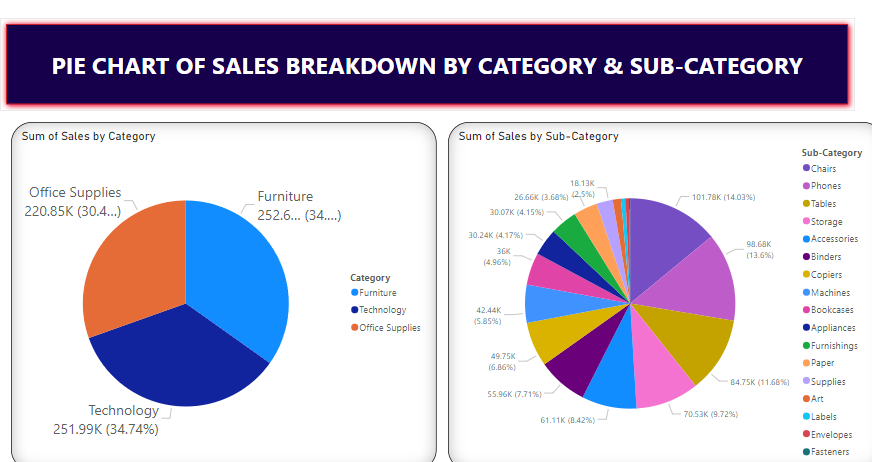 PIE CHART OF SALES BREAKDOWN BY CATEGORY & SUB-CATEGORY
Sum of Sales by Category
Office Supplies
220.85K (30.4...)
Furniture
252.6... (34....)
Technology
251.99K (34.74%)
Category
Furniture
Technology
Office Supplies
Sum of Sales by Sub-Category
18.13K
(2.5%)
26.66K (3.68%)
30.07K (4.15%)
30.24K (4.17%)
36K
(4.96%)
42.44K
(5.85%)
49.75K
(6.86%)
55.96K (7.71%)
61.11K (8.42%)
70.53K (9.72%)
84.75K (11.68%)
98.68K
(13.6%)
101.78K (14.03%)
Sub-Category
Chairs
Phones
Tables
Storage
Accessories
Binders
Copiers
Machines
Bookcases
Appliances
Furnishings
Paper
Supplies
Art
Labels
Envelopes
Fasteners